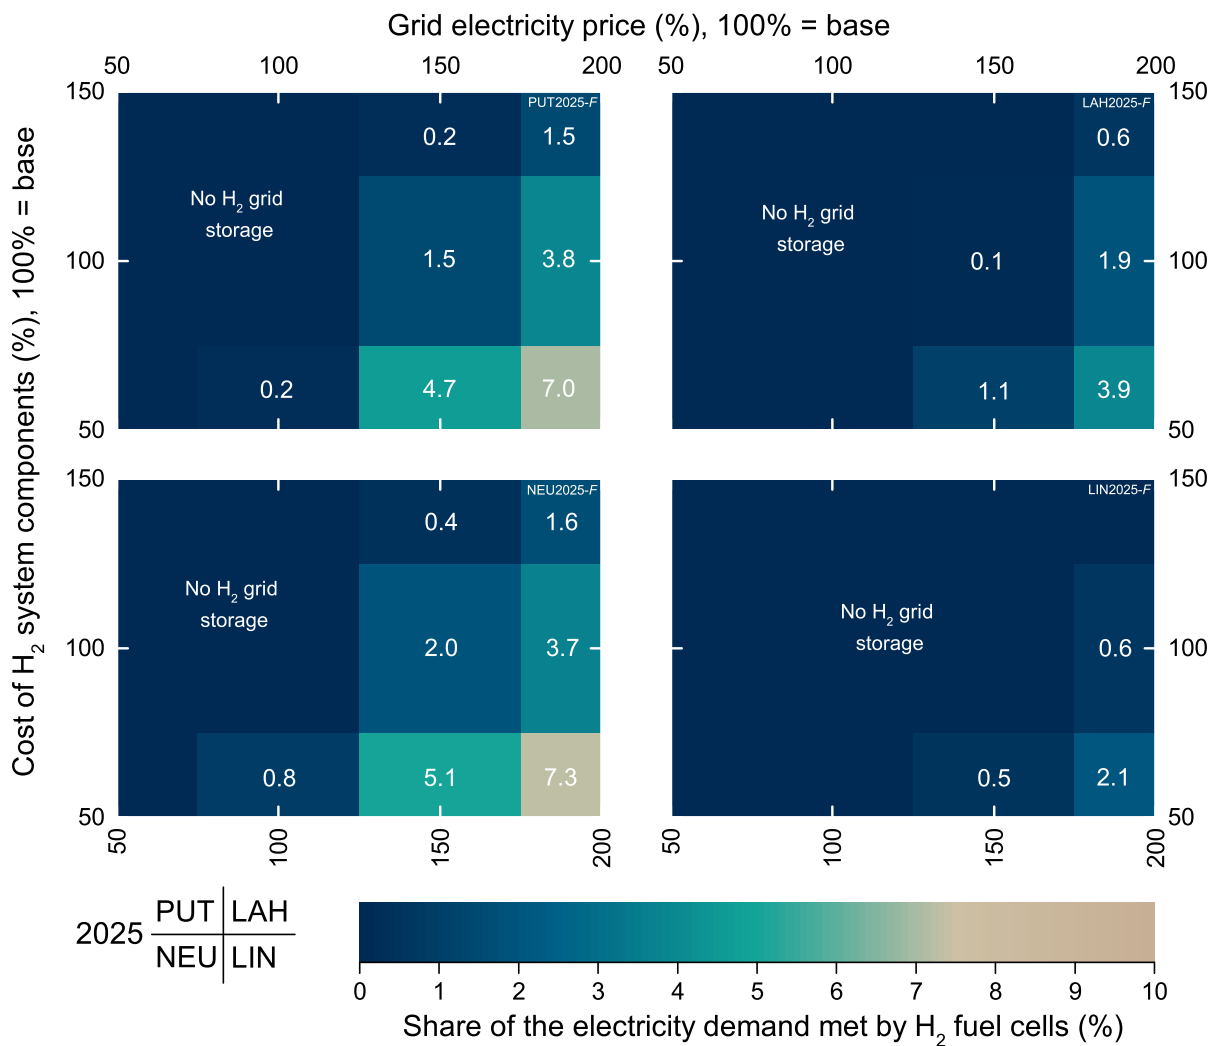 Grid electricity price (%), 100% = base
50 100 150 200 50 100 150 200
Cost of H2 system components (%), 100% = base
150 PUT2025-F LAH2025-F 150
0.2 1.5 0.6
No H2 grid
storage
No H2 grid
storage
100 1.5 3.8 0.1 1.9 100
0.2 4.7 7.0 1.1 3.9
50 50
150 NEU2025-F LIN2025-F 150
0.4 1.6
No H2 grid
storage
No H2 grid
storage
100 2.0 3.7 0.6 100
0.8 5.1 7.3 0.5 2.1
50 50
50 100 150 200 50 100 150 200
2025 PUT LAH
NEU LIN
0 1 2 3 4 5 6 7 8 9 10
Share of the electricity demand met by H2 fuel cells (%)